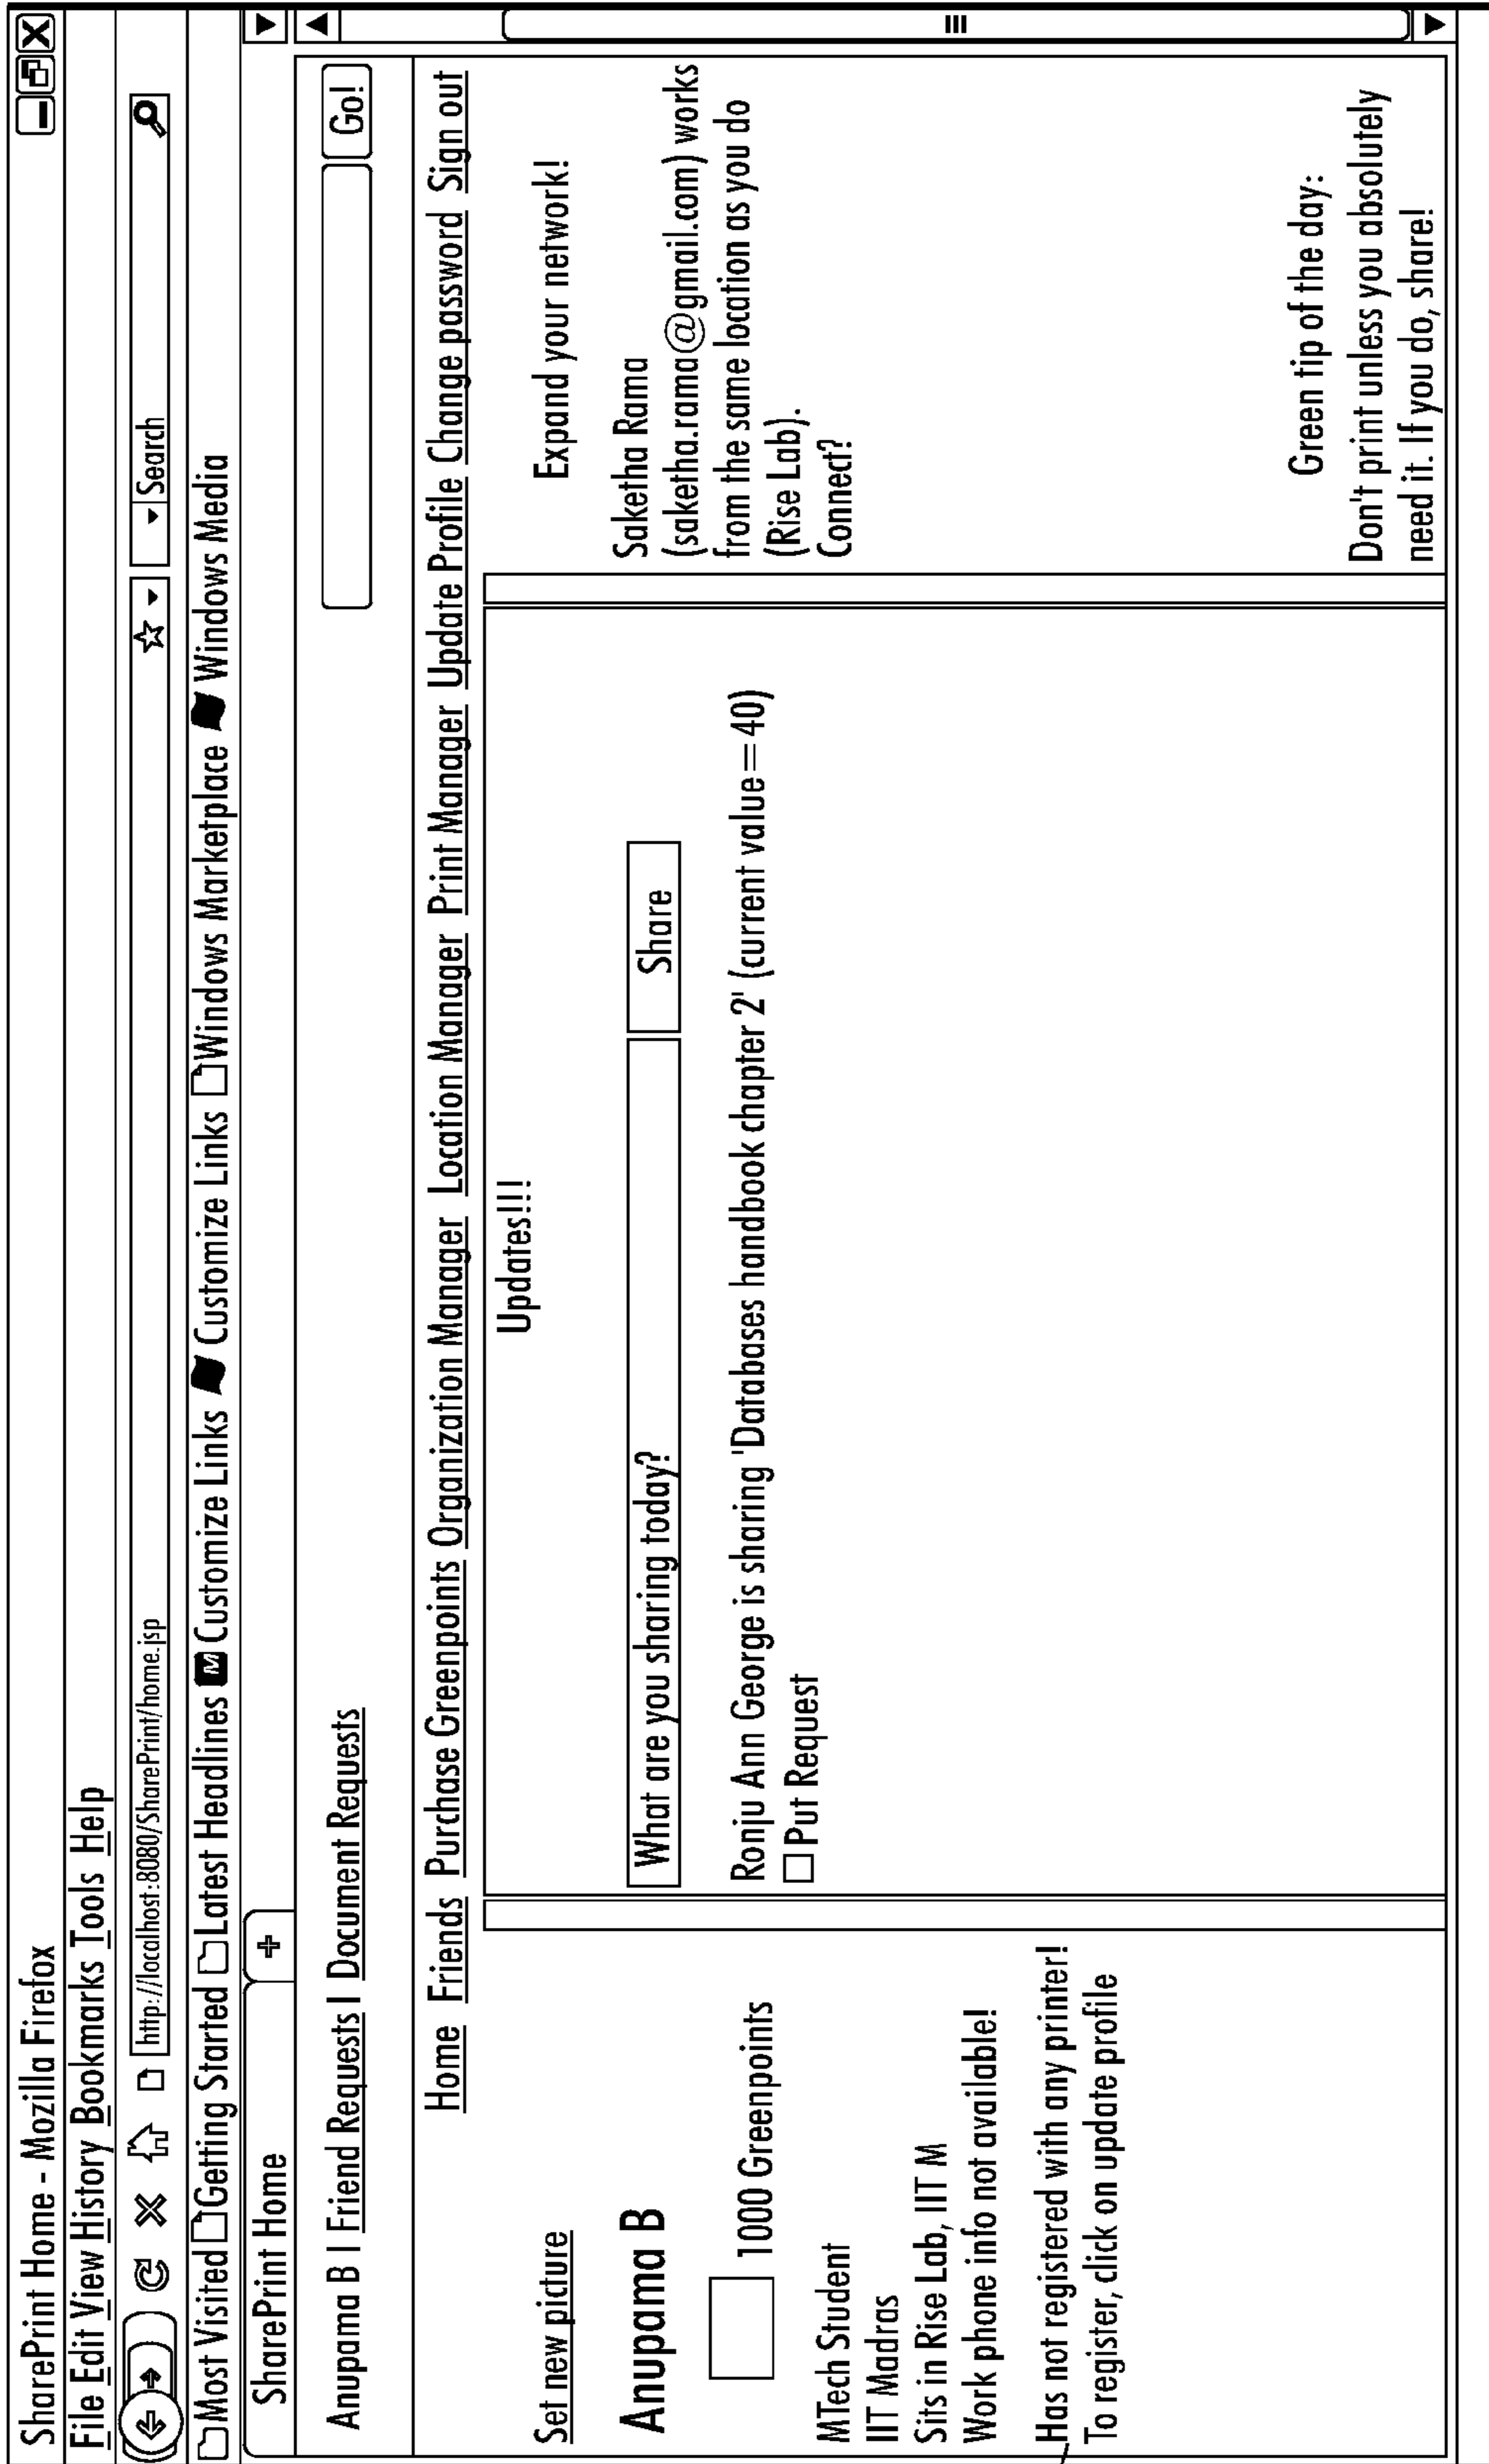 SharePrint Home - Mozilla Firefox
File Edit View History Bookmarks Tools Help
http://localhost:8080/SharePrint/home.jsp
Search
Most Visited Getting Started Latest Headlines M Customize Links Customize Links Windows Marketplace Windows Media
SharePrint Home
Anupama B | Friend Requests | Document Requests
Go!
Home Friends Purchase Greenpoints Organization Manager Location Manager Print Manager Update Profile Change password Sign out
Set new picture
Anupama B
1000 Greenpoints
MTech Student
IIT Madras
Sits in Rise Lab, IIT M
Work phone info not available!
Has not registered with any printer!
To register, click on update profile
Updates!!!
What are you sharing today?
Share
Ronju Ann George is sharing 'Databases handbook chapter 2' (current value=40)
Put Request
Expand your network!
Saketha Rama
(saketha.rama@gmail.com) works
from the same location as you do
(Rise Lab).
Connect?
Green tip of the day:
Don't print unless you absolutely
need it. If you do, share!